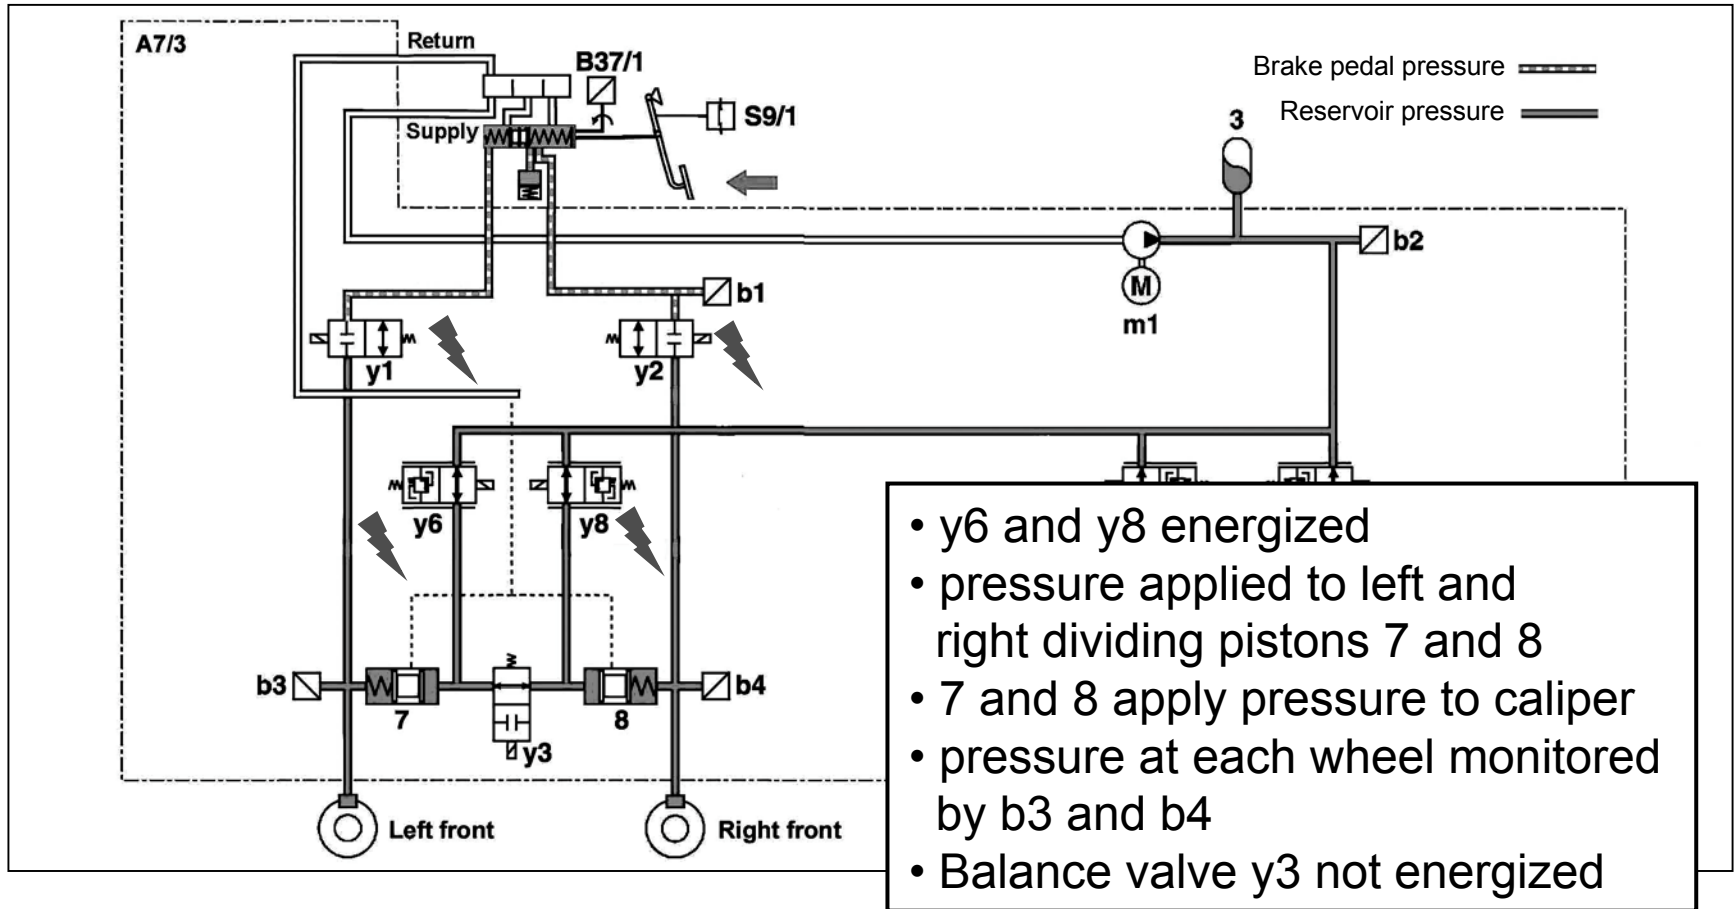 A7/3
Return
B37/1
Brake pedal pressure
Reservoir pressure
Supply
S9/1
3
b2
b1
M
m1
y1
y2
y6
y8
b3
7
8
b4
y3
Left front
Right front
• y6 and y8 energized
• pressure applied to left and
right dividing pistons 7 and 8
• 7 and 8 apply pressure to caliper
• pressure at each wheel monitored
by b3 and b4
• Balance valve y3 not energized